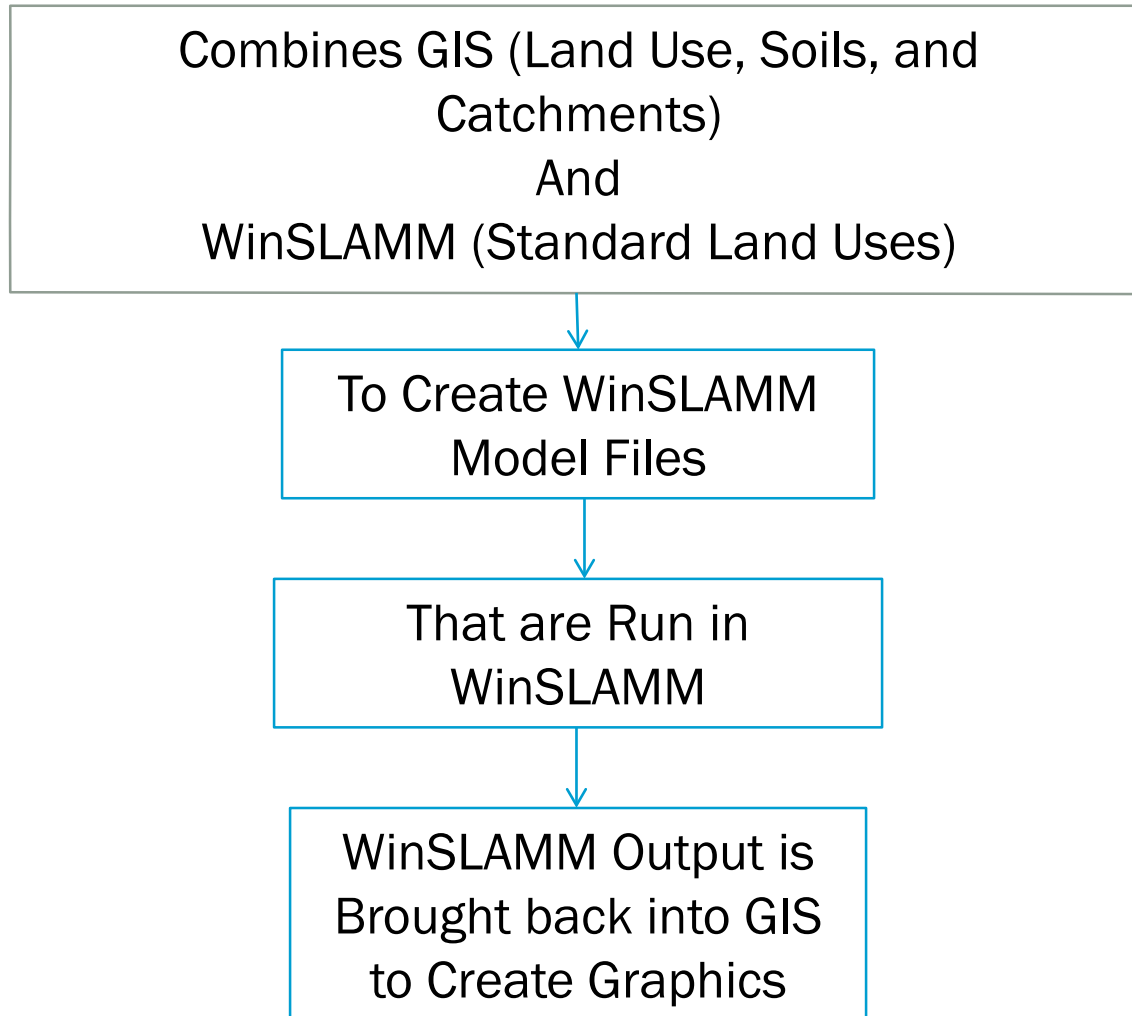 Combines GIS (Land Use, Soils, and
Catchments)
And
WinSLAMM (Standard Land Uses)
To Create WinSLAMM
Model Files
That are Run in
WinSLAMM
WinSLAMM Output is
Brought back into GIS
to Create Graphics